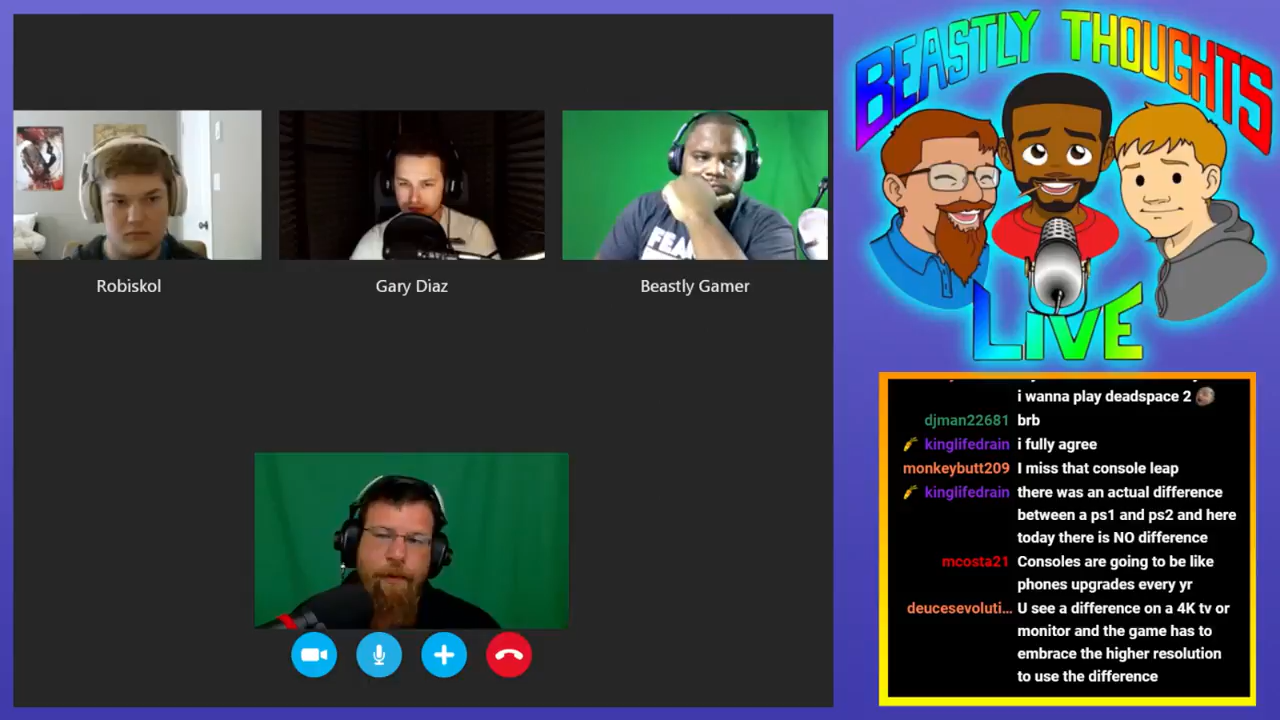 BEASTLY THOUGHTS
LIVE
Robiskol
Gary Diaz
Beastly Gamer
i wanna play deadspace 2
djman22681 brb
kinglifedrain i fully agree
monkeybutt209 I miss that console leap
kinglifedrain there was an actual difference
between a ps1 and ps2 and here
today there is NO difference
mcosta21 Consoles are going to be like
phones upgrades every yr
deucesevoluti... U see a difference on a 4K tv or
monitor and the game has to
embrace the higher resolution
to use the difference